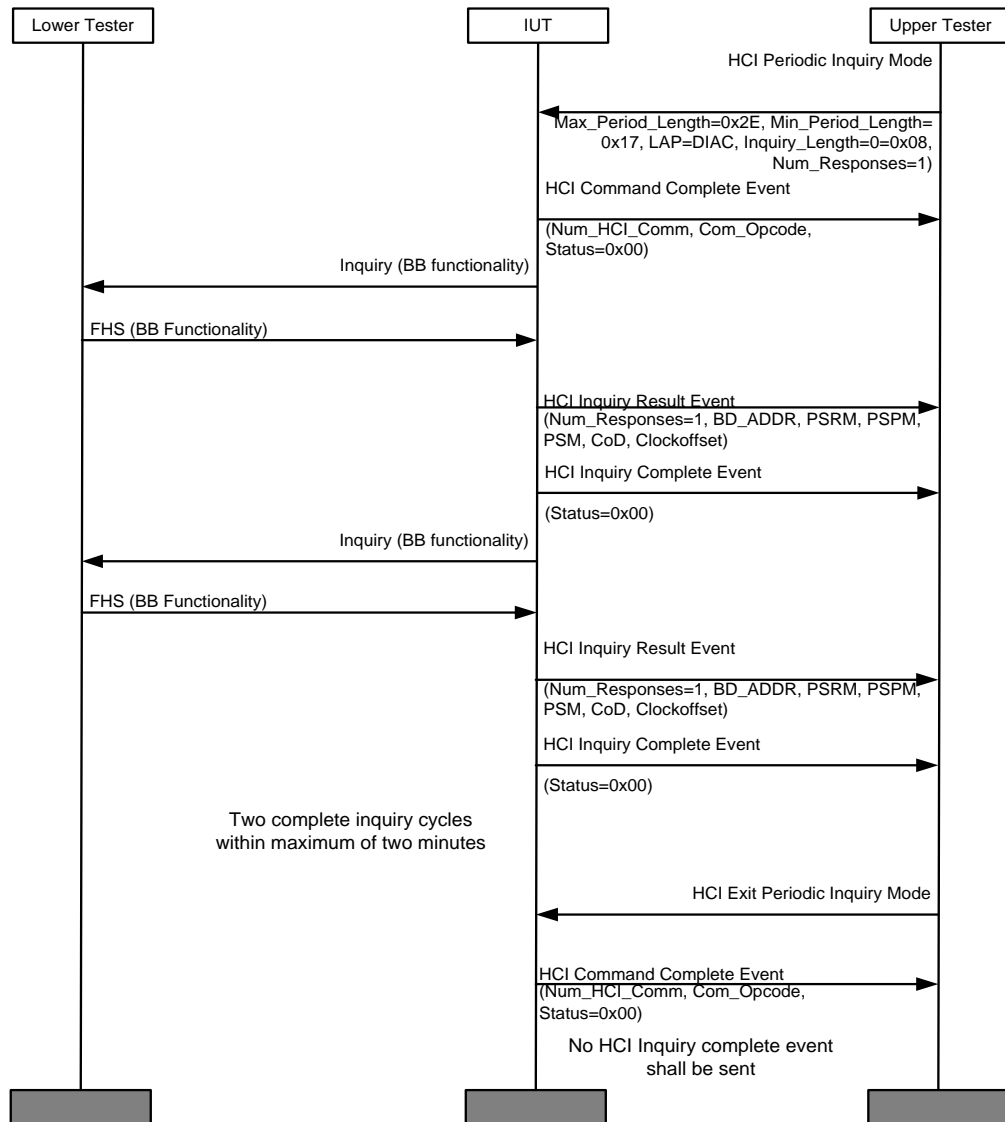 Lower Tester
IUT
Upper Tester
HCI Periodic Inquiry Mode
Max_Period_Length=0x2E, Min_Period_Length=
0x17, LAP=DIAC, Inquiry_Length=0=0x08,
Num_Responses=1)
HCI Command Complete Event
(Num_HCI_Comm, Com_Opcode,
Status=0x00)
Inquiry (BB functionality)
FHS (BB Functionality)
HCI Inquiry Result Event
(Num_Responses=1, BD_ADDR, PSRM, PSPM,
PSM, CoD, Clockoffset)
HCI Inquiry Complete Event
(Status=0x00)
Inquiry (BB functionality)
FHS (BB Functionality)
HCI Inquiry Result Event
(Num_Responses=1, BD_ADDR, PSRM, PSPM,
PSM, CoD, Clockoffset)
HCI Inquiry Complete Event
(Status=0x00)
Two complete inquiry cycles
within maximum of two minutes
HCI Exit Periodic Inquiry Mode
HCI Command Complete Event
(Num_HCI_Comm, Com_Opcode,
Status=0x00)
No HCI Inquiry complete event
shall be sent